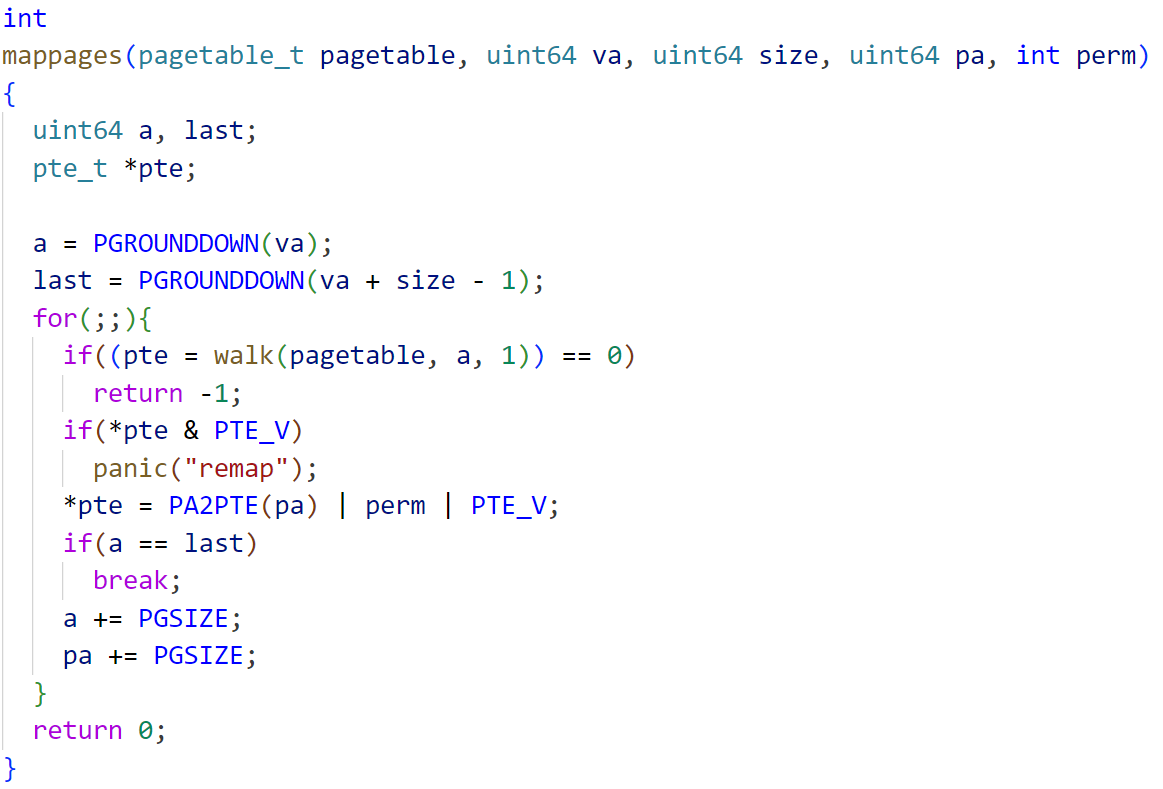 int
mappages(pagetable_t pagetable, uint64 va, uint64 size, uint64 pa, int perm)
{
  uint64 a, last;
  pte_t *pte;

  a = PGROUNDDOWN(va);
  last = PGROUNDDOWN(va + size - 1);
  for(;;){
    if((pte = walk(pagetable, a, 1)) == 0)
      return -1;
    if(*pte & PTE_V)
      panic("remap");
    *pte = PA2PTE(pa) | perm | PTE_V;
    if(a == last)
      break;
    a += PGSIZE;
    pa += PGSIZE;
  }
  return 0;
}